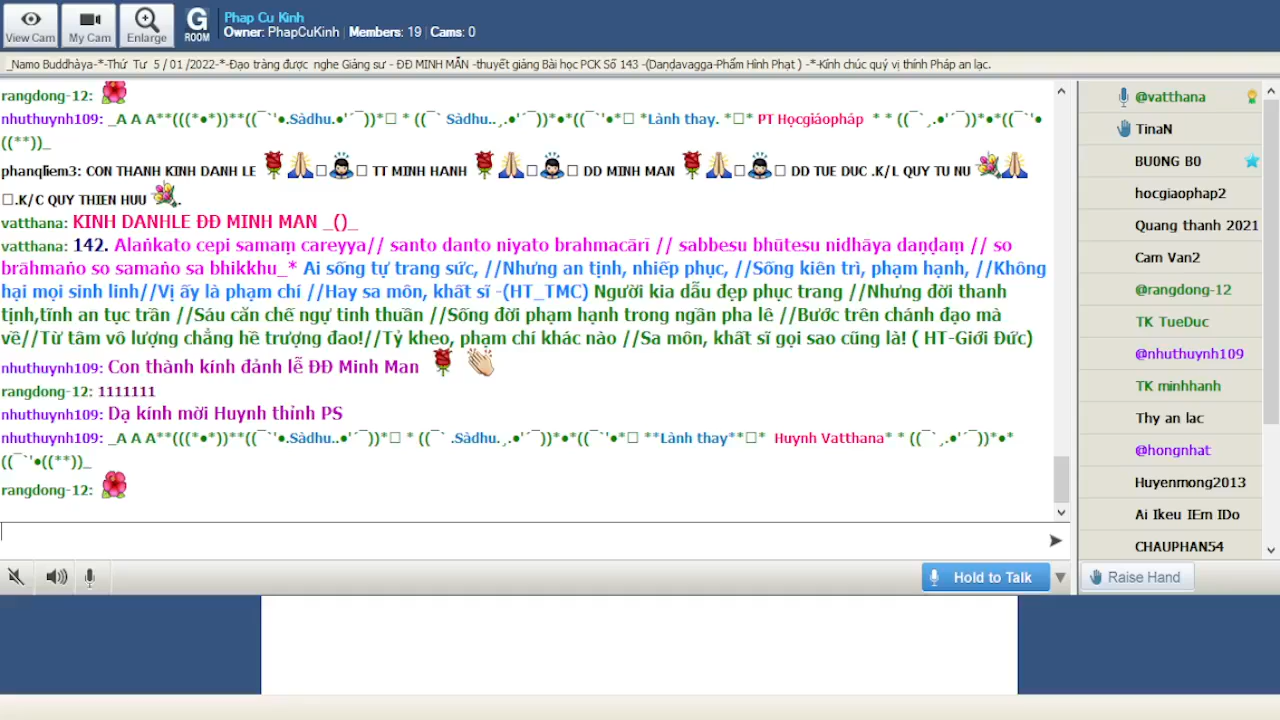 View Cam
My Cam
Enlarge
G
ROOM
Phap Cu Kinh
Owner: PhapCuKinh | Members: 19 | Cams: 0
_Namo Buddhàya-*-Thứ Tư 5 / 01 /2022-*-Đạo tràng được nghe Giảng sư - ĐĐ MINH MẪN -thuyết giảng Bài học PCK Số 143 -(Daṇḍavagga-Phẩm Hình Phạt ) -*-Kính chúc quý vị thính Pháp an lạc.
rangdong-12:
nhuthuynh109: _A A A**(((*•*))**((¯`'•.Sàdhu.•'´¯))*□ * ((¯` Sàdhu..¸.•'´¯))*•*((¯`'•*□ *Lành thay. *□* PT Họcgiáopháp * * ((¯`¸.•'´¯))*•*((¯`'•
((**))_
phanqliem3: CON THANH KINH DANH LE □ □ TT MINH HANH □ □ DD MINH MAN □ □ DD TUE DUC .K/L QUY TU NU
□.K/C QUY THIEN HUU .
vatthana: KINH DANHLE ĐĐ MINH MAN _()_
vatthana: 142. Alaṅkato cepi samaṃ careyya// santo danto niyato brahmacārī // sabbesu bhūtesu nidhāya daṇḍaṃ // so
brāhmaṅo so samaṅo sa bhikkhu_* Ai sống tự trang sức, //Nhưng an tịnh, nhiếp phục, //Sống kiên trì, phạm hạnh, //Không
hại mọi sinh linh//Vị ấy là phạm chí //Hay sa môn, khất sĩ -(HT_TMC) Người kia dẫu đẹp phục trang //Nhưng đời thanh
tịnh,tĩnh an tục trần //Sáu căn chế ngự tinh thuần //Sống đời phạm hạnh trong ngần pha lê //Bước trên chánh đạo mà
về//Từ tâm vô lượng chẳng hề trượng đao!//Tỷ kheo, phạm chí khác nào //Sa môn, khất sĩ gọi sao cũng là! ( HT-Giới Đức)
nhuthuynh109: Con thành kính đảnh lễ ĐĐ Minh Man
rangdong-12: 1111111
nhuthuynh109: Dạ kính mời Huynh thỉnh PS
nhuthuynh109: _A A A**(((*•*))**((¯`'•.Sàdhu..•'´¯))*□ * ((¯` .Sàdhu.¸.•'´¯))*•*((¯`'•*□ **Lành thay**□* Huynh Vatthana* * ((¯`¸.•'´¯))*•*
((¯`'•((**))_
rangdong-12:
Hold to Talk
@vatthana
TinaN
BU0NG B0
hocgiaophap2
Quang thanh 2021
Cam Van2
@rangdong-12
TK TueDuc
@nhuthuynh109
TK minhhanh
Thy an lac
@hongnhat
Huyenmong2013
Ai Ikeu IEm IDo
CHAUPHAN54
Raise Hand